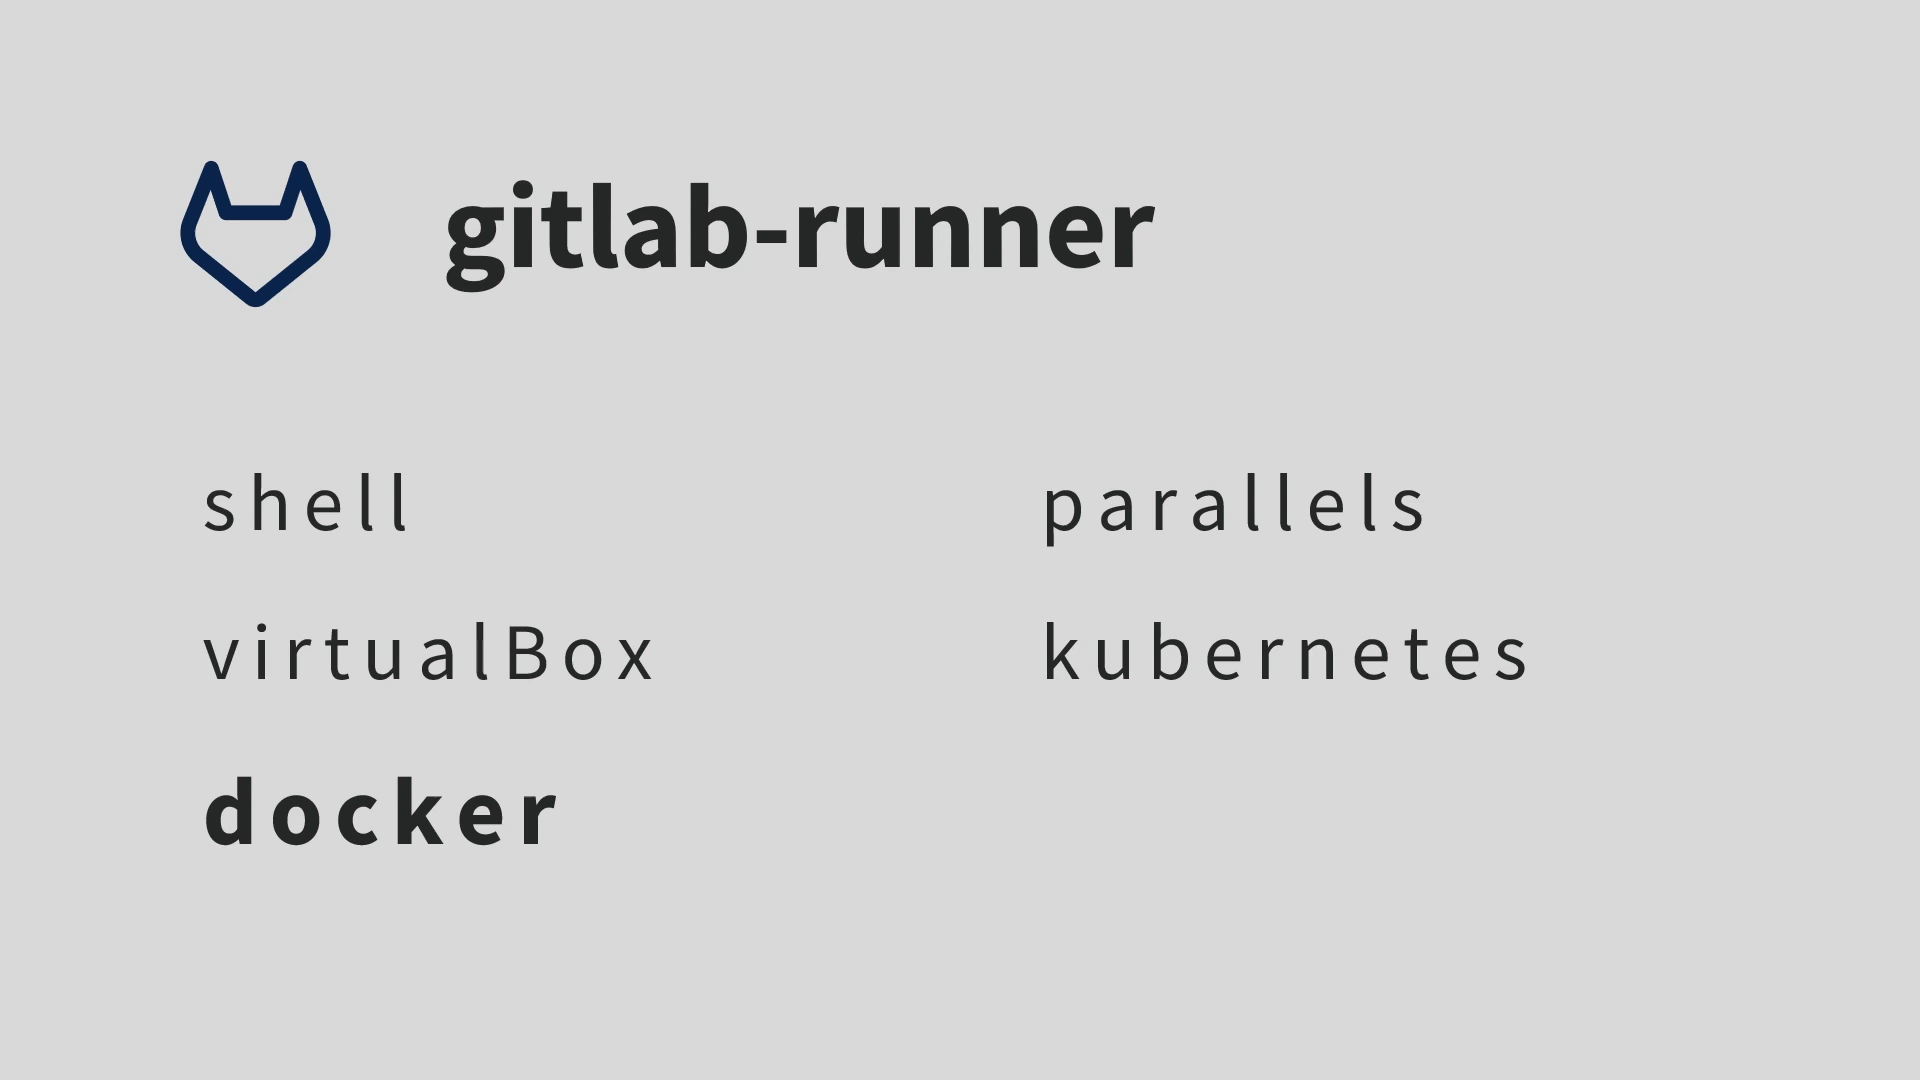 gitlab-runner
shell
virtualBox
docker
parallels
kubernetes